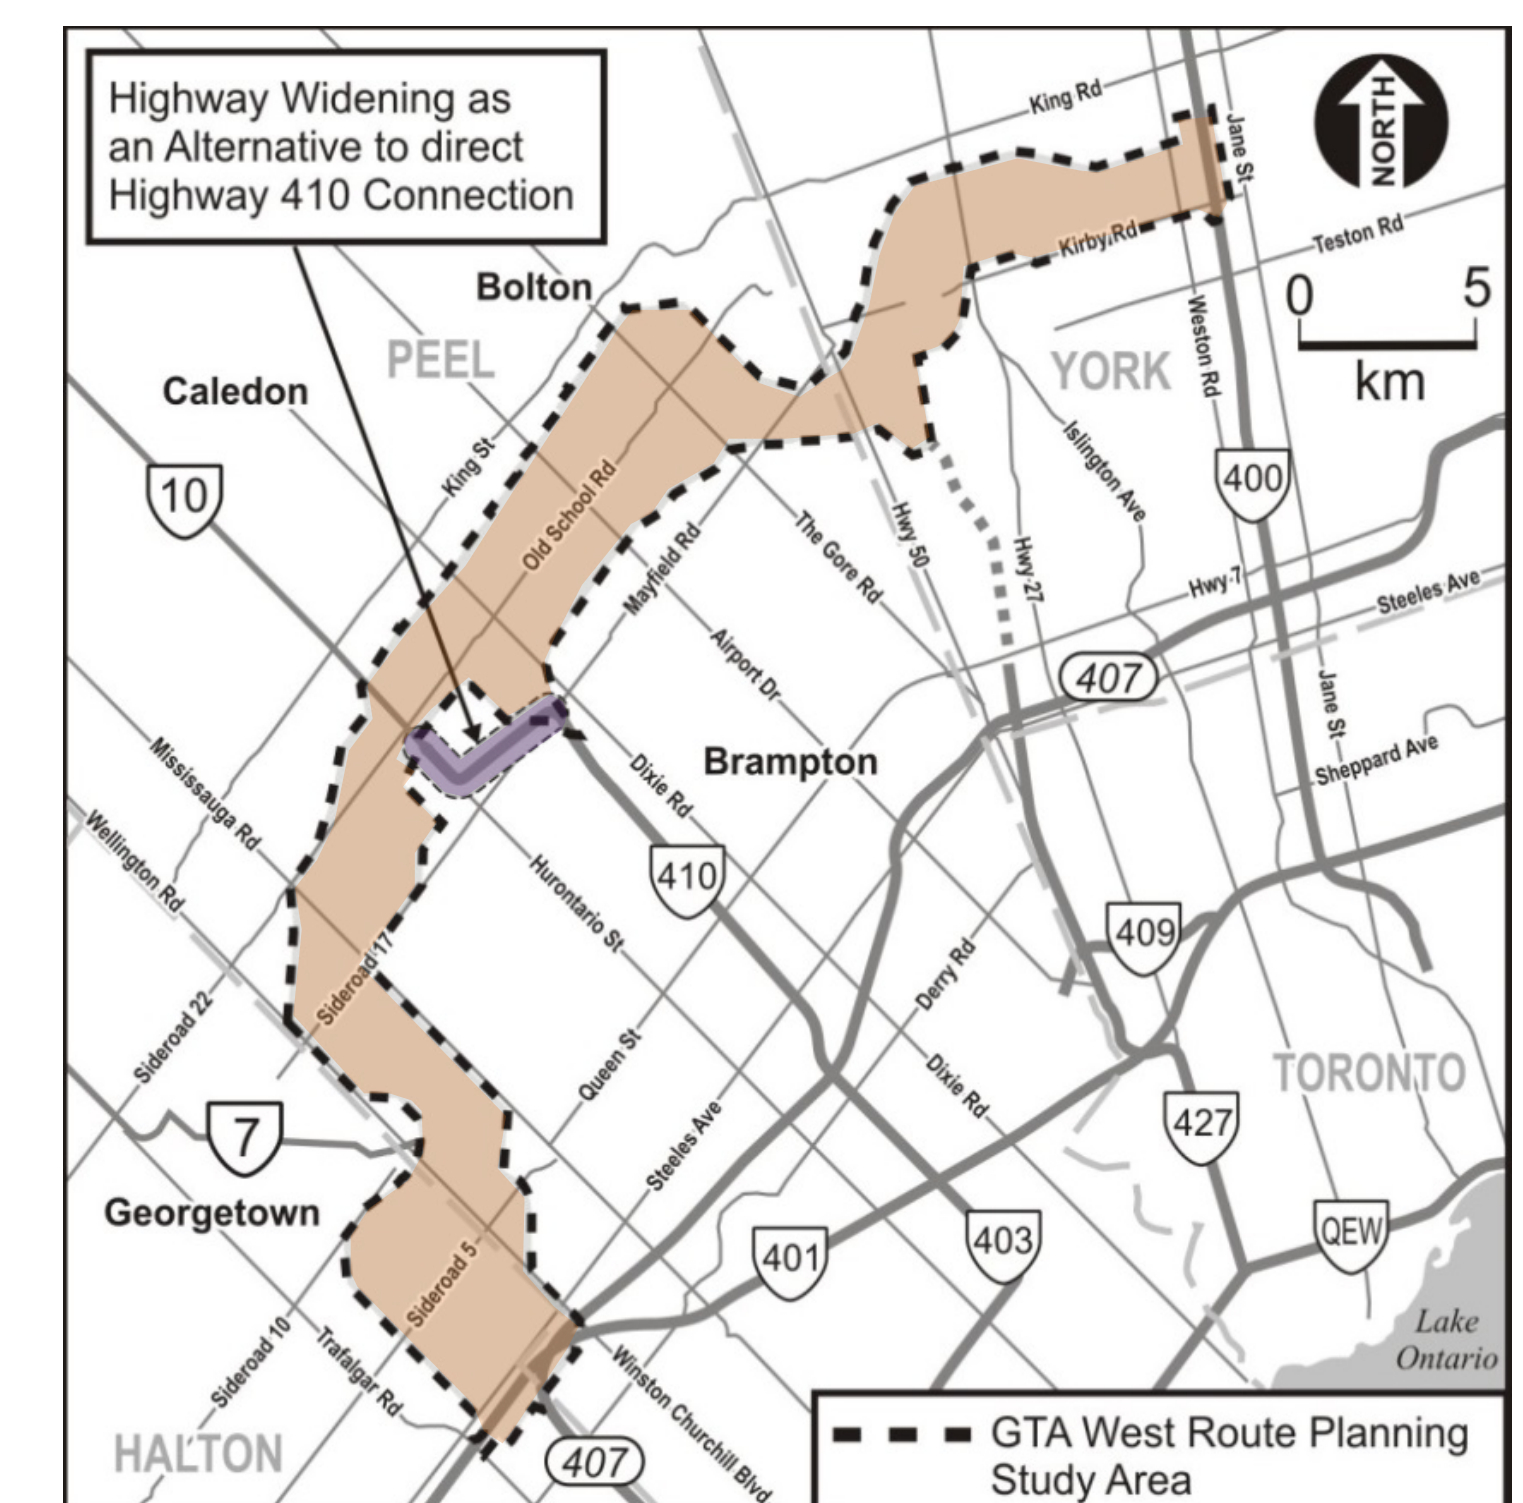 Highway Widening as
an Alternative to direct
Highway 410 Connection
NORTH
King Rd
Jane St
Kirby Rd
Teston Rd
0 5
km
Bolton
PEEL
YORK
Weston Rd
Caledon
King St
Islington Ave
400
10
Old School Rd
Mayfield Rd
The Gore Rd
Hwy 50
Hwy 27
Hwy 7
Steeles Ave
Airport Dr
407
Mississauga Rd
Wellington Rd
Dixie Rd
Brampton
Jane St
Sheppard Ave
410
Hurontario St
409
Sideroad 17
Sideroad 22
Derry Rd
Queen St
Dixie Rd
TORONTO
7
427
Steeles Ave
Georgetown
401
403
QEW
Sideroad 5
Sideroad 10
Trafalgar Rd
Winston Churchill Blvd
Lake
Ontario
HALTON
407
GTA West Route Planning
Study Area